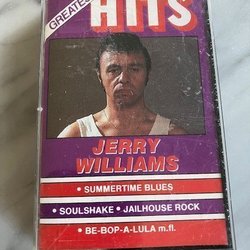 GREATEST
HITS
JERRY
WILLIAMS
• SUMMERTIME BLUES
• SOULSHAKE • JAILHOUSE ROCK
• BE-BOP-A-LULA m.fl.